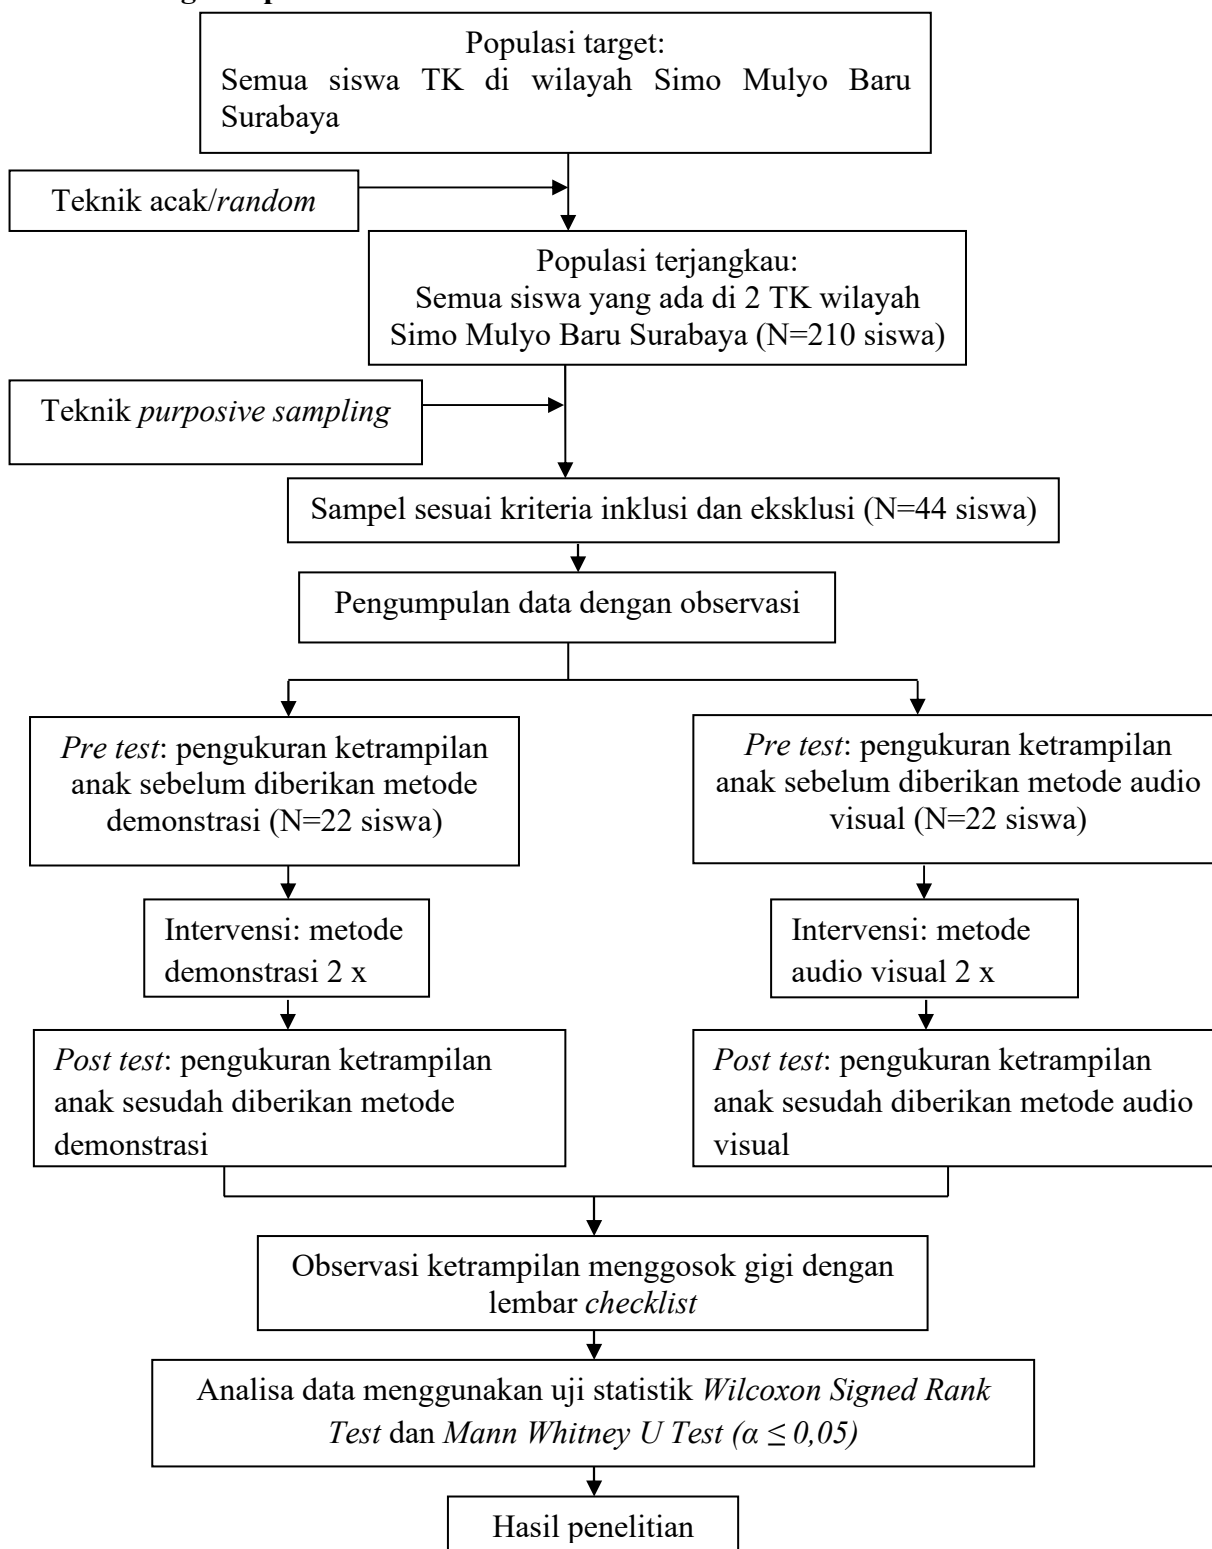 Populasi target:
Semua siswa TK di wilayah Simo Mulyo Baru
Surabaya
Teknik acak/random
Populasi terjangkau:
Semua siswa yang ada di 2 TK wilayah
Simo Mulyo Baru Surabaya (N=210 siswa)
Teknik purposive sampling
Sampel sesuai kriteria inklusi dan eksklusi (N=44 siswa)
Pengumpulan data dengan observasi
Pre test: pengukuran ketrampilan
anak sebelum diberikan metode
demonstrasi (N=22 siswa)
Pre test: pengukuran ketrampilan
anak sebelum diberikan metode audio
visual (N=22 siswa)
Intervensi: metode
demonstrasi 2 x
Intervensi: metode
audio visual 2 x
Post test: pengukuran ketrampilan
anak sesudah diberikan metode
demonstrasi
Post test: pengukuran ketrampilan
anak sesudah diberikan metode audio
visual
Observasi ketrampilan menggosok gigi dengan
lembar checklist
Analisa data menggunakan uji statistik Wilcoxon Signed Rank
Test dan Mann Whitney U Test (α ≤ 0,05)
Hasil penelitian